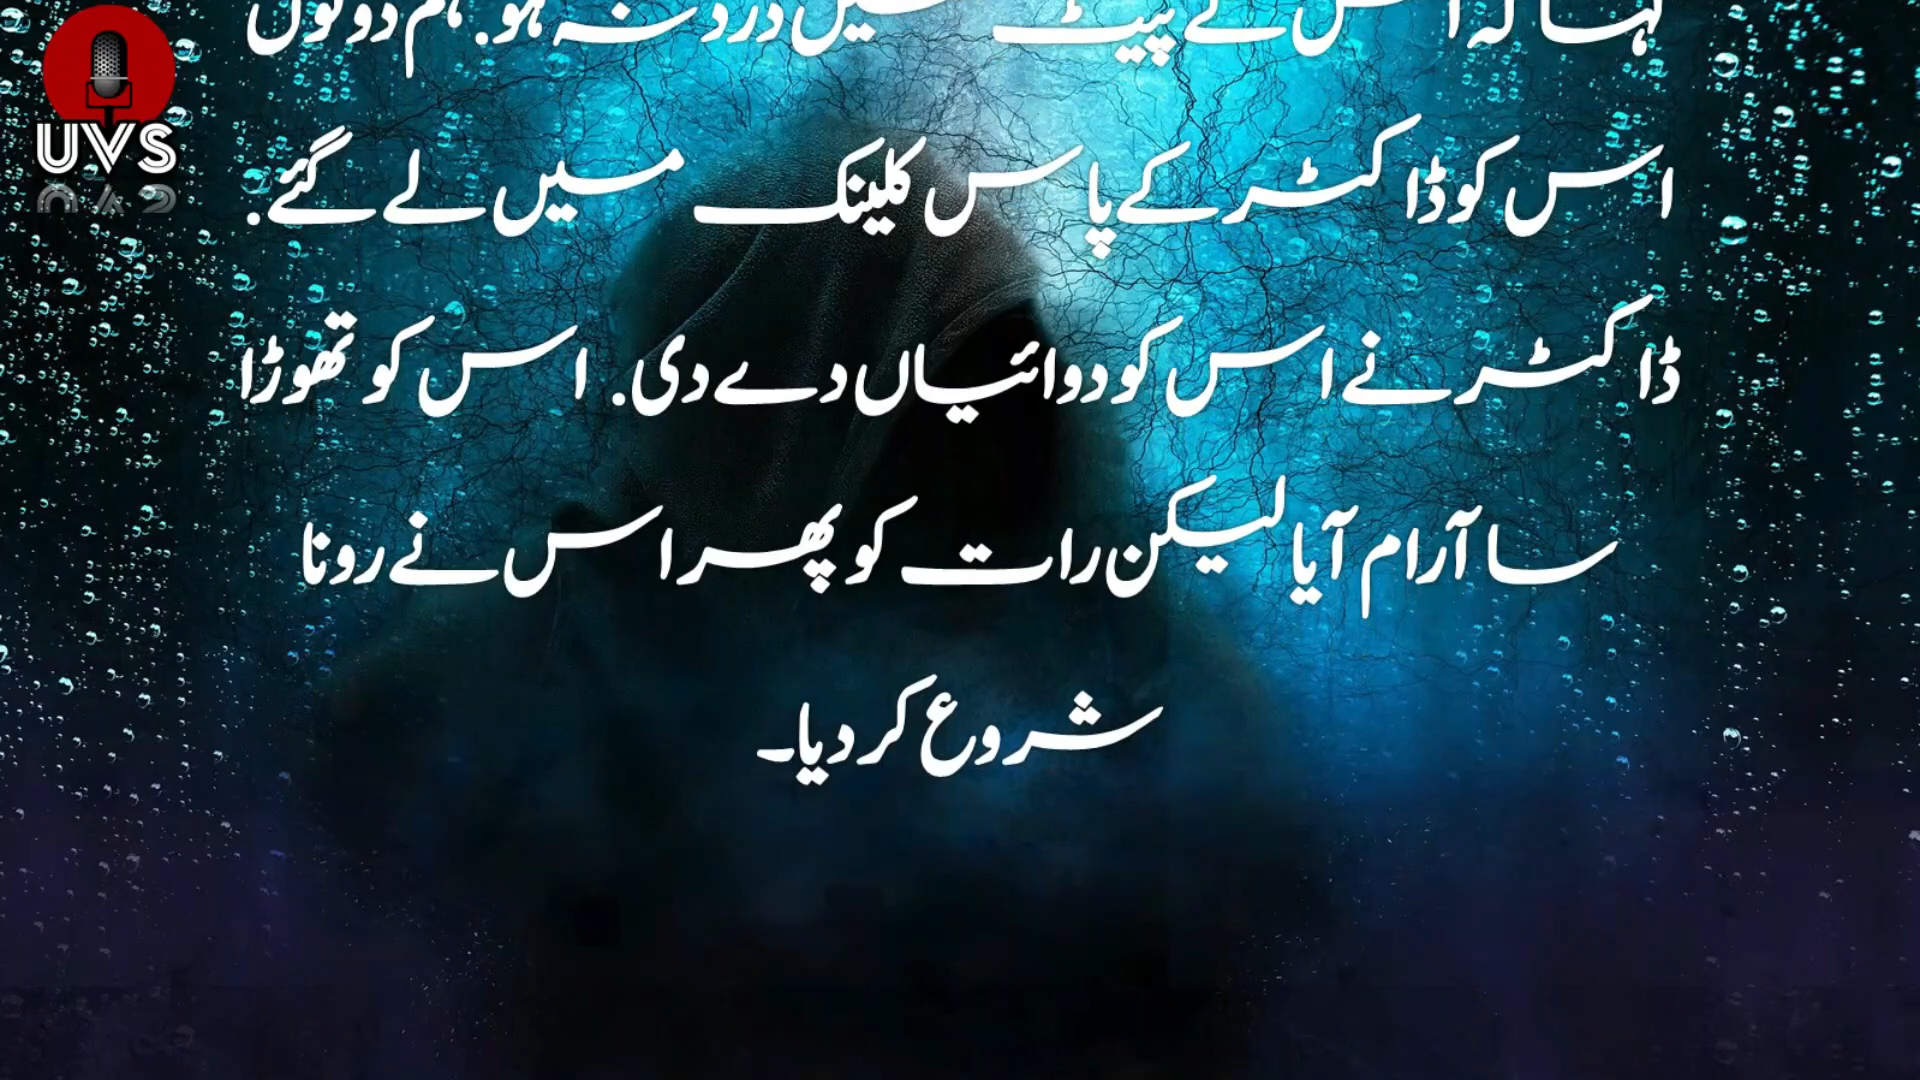 UVS
کہا کہ اس کے پیٹ میں درد نہ ہو. ہم دونوں
اس کو ڈاکٹر کے پاس کلینک میں لے گئے.
ڈاکٹر نے اس کو دوائیاں دے دی. اس کو تھوڑا
سا آرام آیا لیکن رات کو پھر اس نے رونا
شروع کر دیا۔